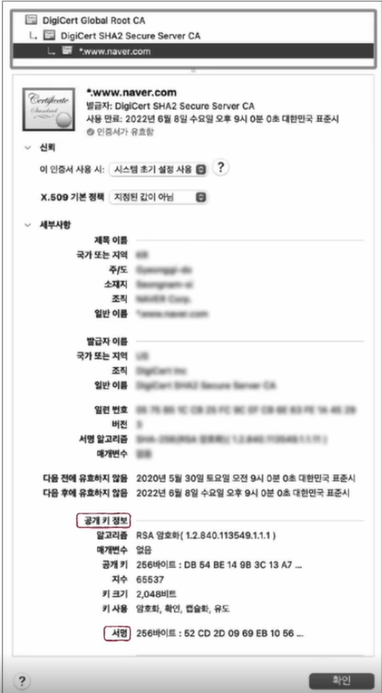 DigiCert Global Root CA
DigiCert SHA2 Secure Server CA
*.www.naver.com
*.www.naver.com
발급자: DigiCert SHA2 Secure Server CA
사용 만료: 2022년 6월 8일 수요일 오후 9시 0분 0초 대한민국 표준시
인증서가 유효함
신뢰
이 인증서 사용 시: 시스템 초기 설정 사용 ?
X.509 기본 정책 지정된 값이 아님
세부사항
제목 이름
국가 또는 지역
주/도
소재지
조직
일반 이름
발급자 이름
국가 또는 지역
조직
일반 이름
일련 번호
버전
서명 알고리즘
매개변수
다음 전에 유효하지 않음 2020년 5월 30일 토요일 오전 9시 0분 0초 대한민국 표준시
다음 후에 유효하지 않음 2022년 6월 8일 수요일 오후 9시 0분 0초 대한민국 표준시
공개 키 정보
알고리즘 RSA 암호화( 1.2.840.113549.1.1.1 )
매개변수 없음
공개 키 256바이트 : DB 54 BE 14 9B 3C 13 A7 ...
지수 65537
키 크기 2,048비트
키 사용 암호화, 확인, 캡슐화, 유도
서명 256바이트 : 52 CD 2D 09 69 EB 10 56 ...
? 확인